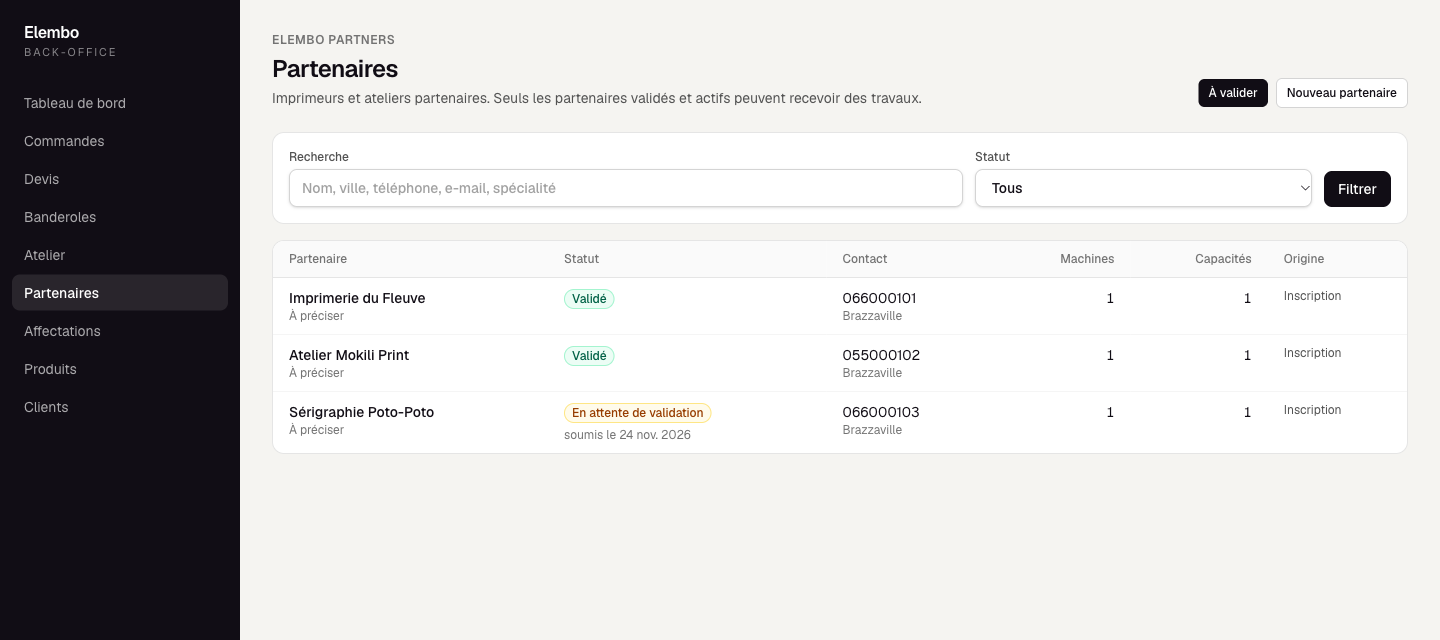 Elembo
BACK-OFFICE
Tableau de bord
Commandes
Devis
Banderoles
Atelier
Partenaires
Affectations
Produits
Clients
ELEMBO PARTNERS
Partenaires
Imprimeurs et ateliers partenaires. Seuls les partenaires validés et actifs peuvent recevoir des travaux.
À valider
Nouveau partenaire
Recherche
Nom, ville, téléphone, e-mail, spécialité
Statut
Tous
Filtrer
Partenaire Statut Contact Machines Capacités Origine
Imprimerie du Fleuve Validé 066000101 1 1 Inscription
À préciser Brazzaville
Atelier Mokili Print Validé 055000102 1 1 Inscription
À préciser Brazzaville
Sérigraphie Poto-Poto En attente de validation 066000103 1 1 Inscription
À préciser soumis le 24 nov. 2026 Brazzaville